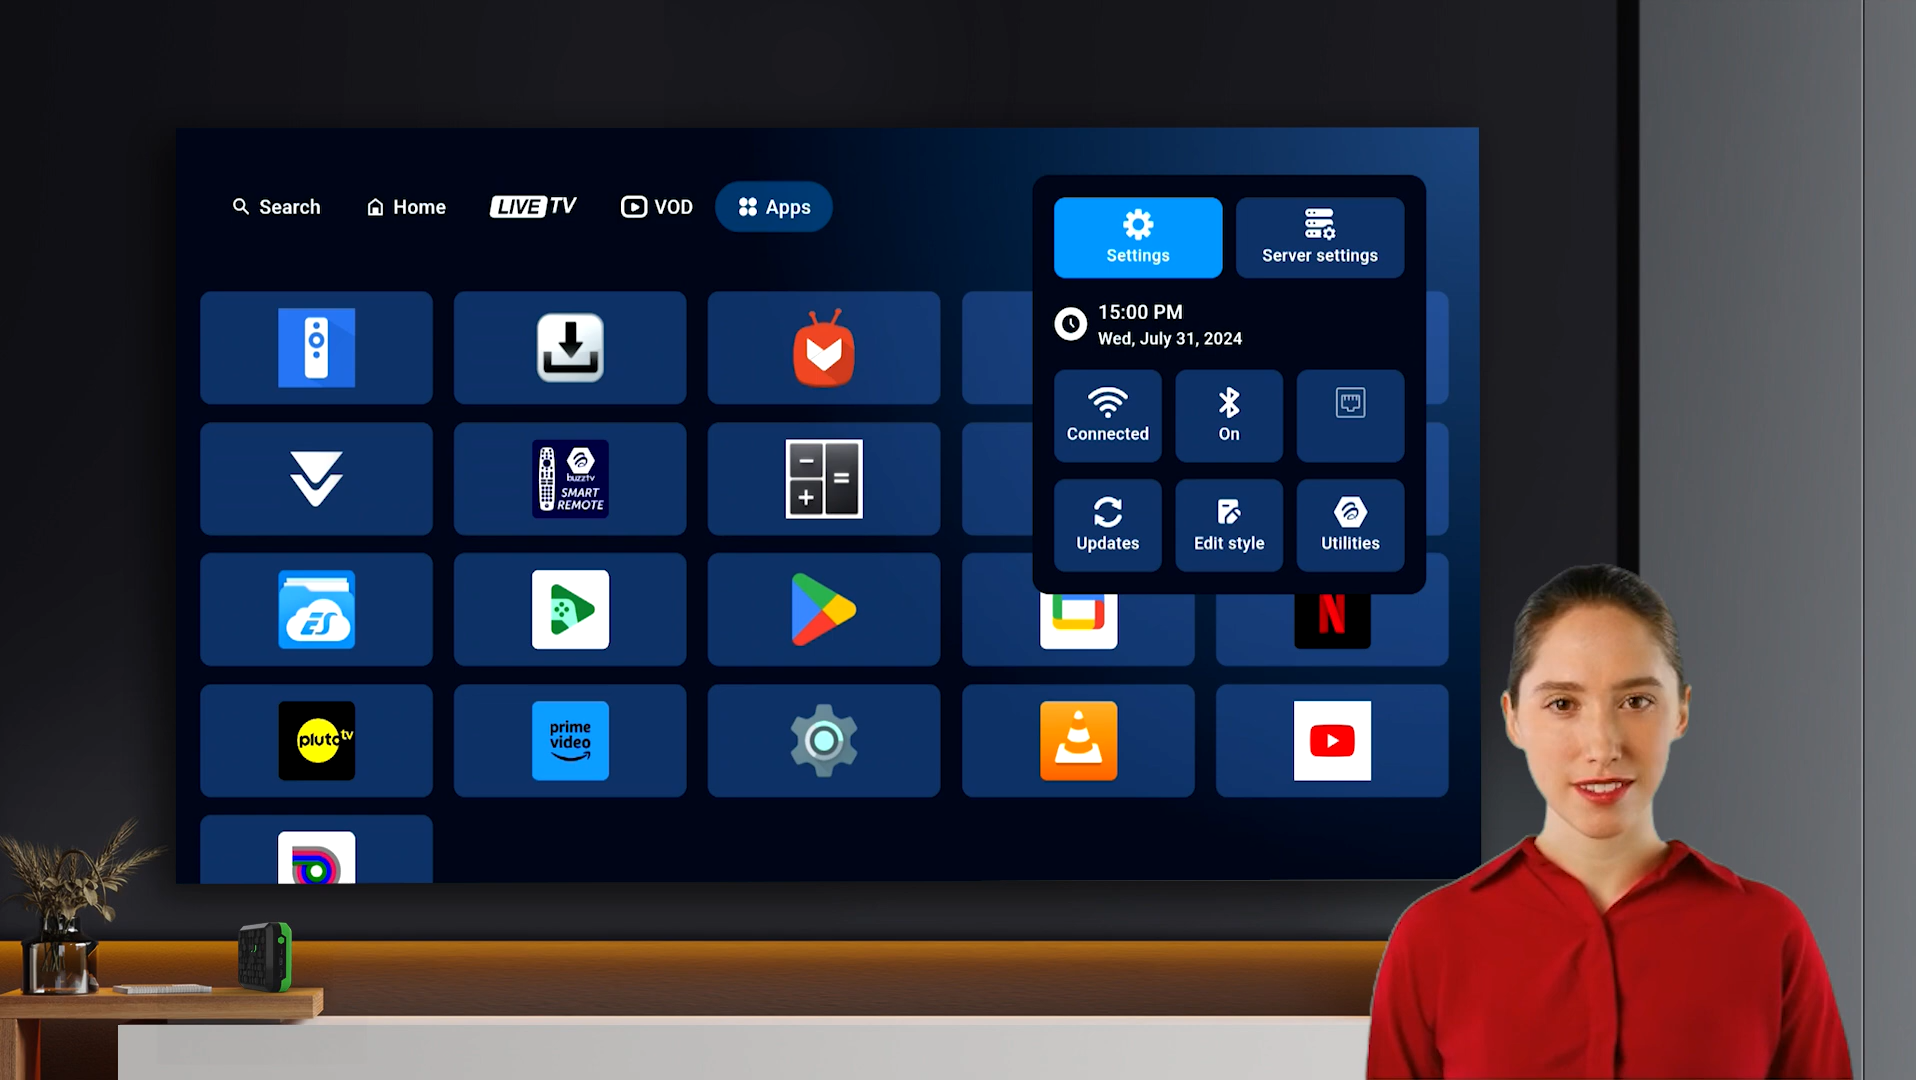 Search
Home
LIVE TV
VOD
Apps
Settings
Server settings
15:00 PM
Wed, July 31, 2024
Connected
On
Updates
Edit style
Utilities
buzztv
SMART
REMOTE
ES
N
pluto tv
prime
video